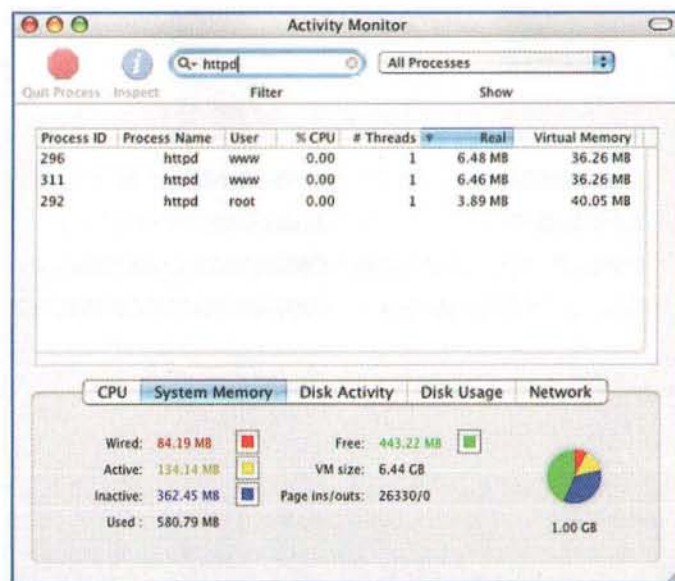 Activity Monitor
Quit Process Inspect httpd Filter All Processes Show
Process ID Process Name User % CPU # Threads Real Virtual Memory
296 httpd www 0.00 1 6.48 MB 36.26 MB
311 httpd www 0.00 1 6.46 MB 36.26 MB
292 httpd root 0.00 1 3.89 MB 40.05 MB
CPU System Memory Disk Activity Disk Usage Network
Wired: 84.19 MB Free: 443.22 MB
Active: 134.14 MB VM size: 6.44 GB
Inactive: 362.45 MB Page ins/outs: 26330/0
Used : 580.79 MB
1.00 GB